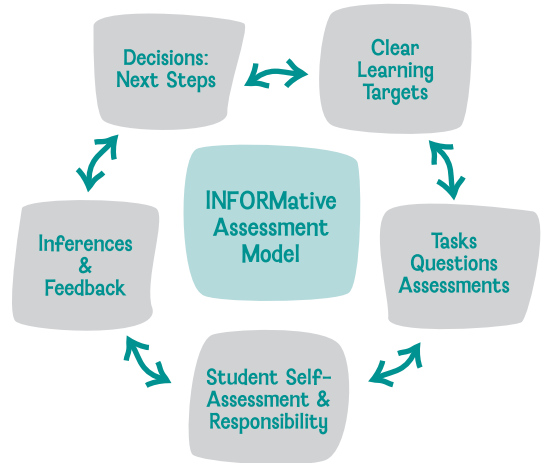 Decisions:
Next Steps
Clear
Learning
Targets
INFORMative
Assessment
Model
Inferences
&
Feedback
Tasks
Questions
Assessments
Student Self-
Assessment &
Responsibility